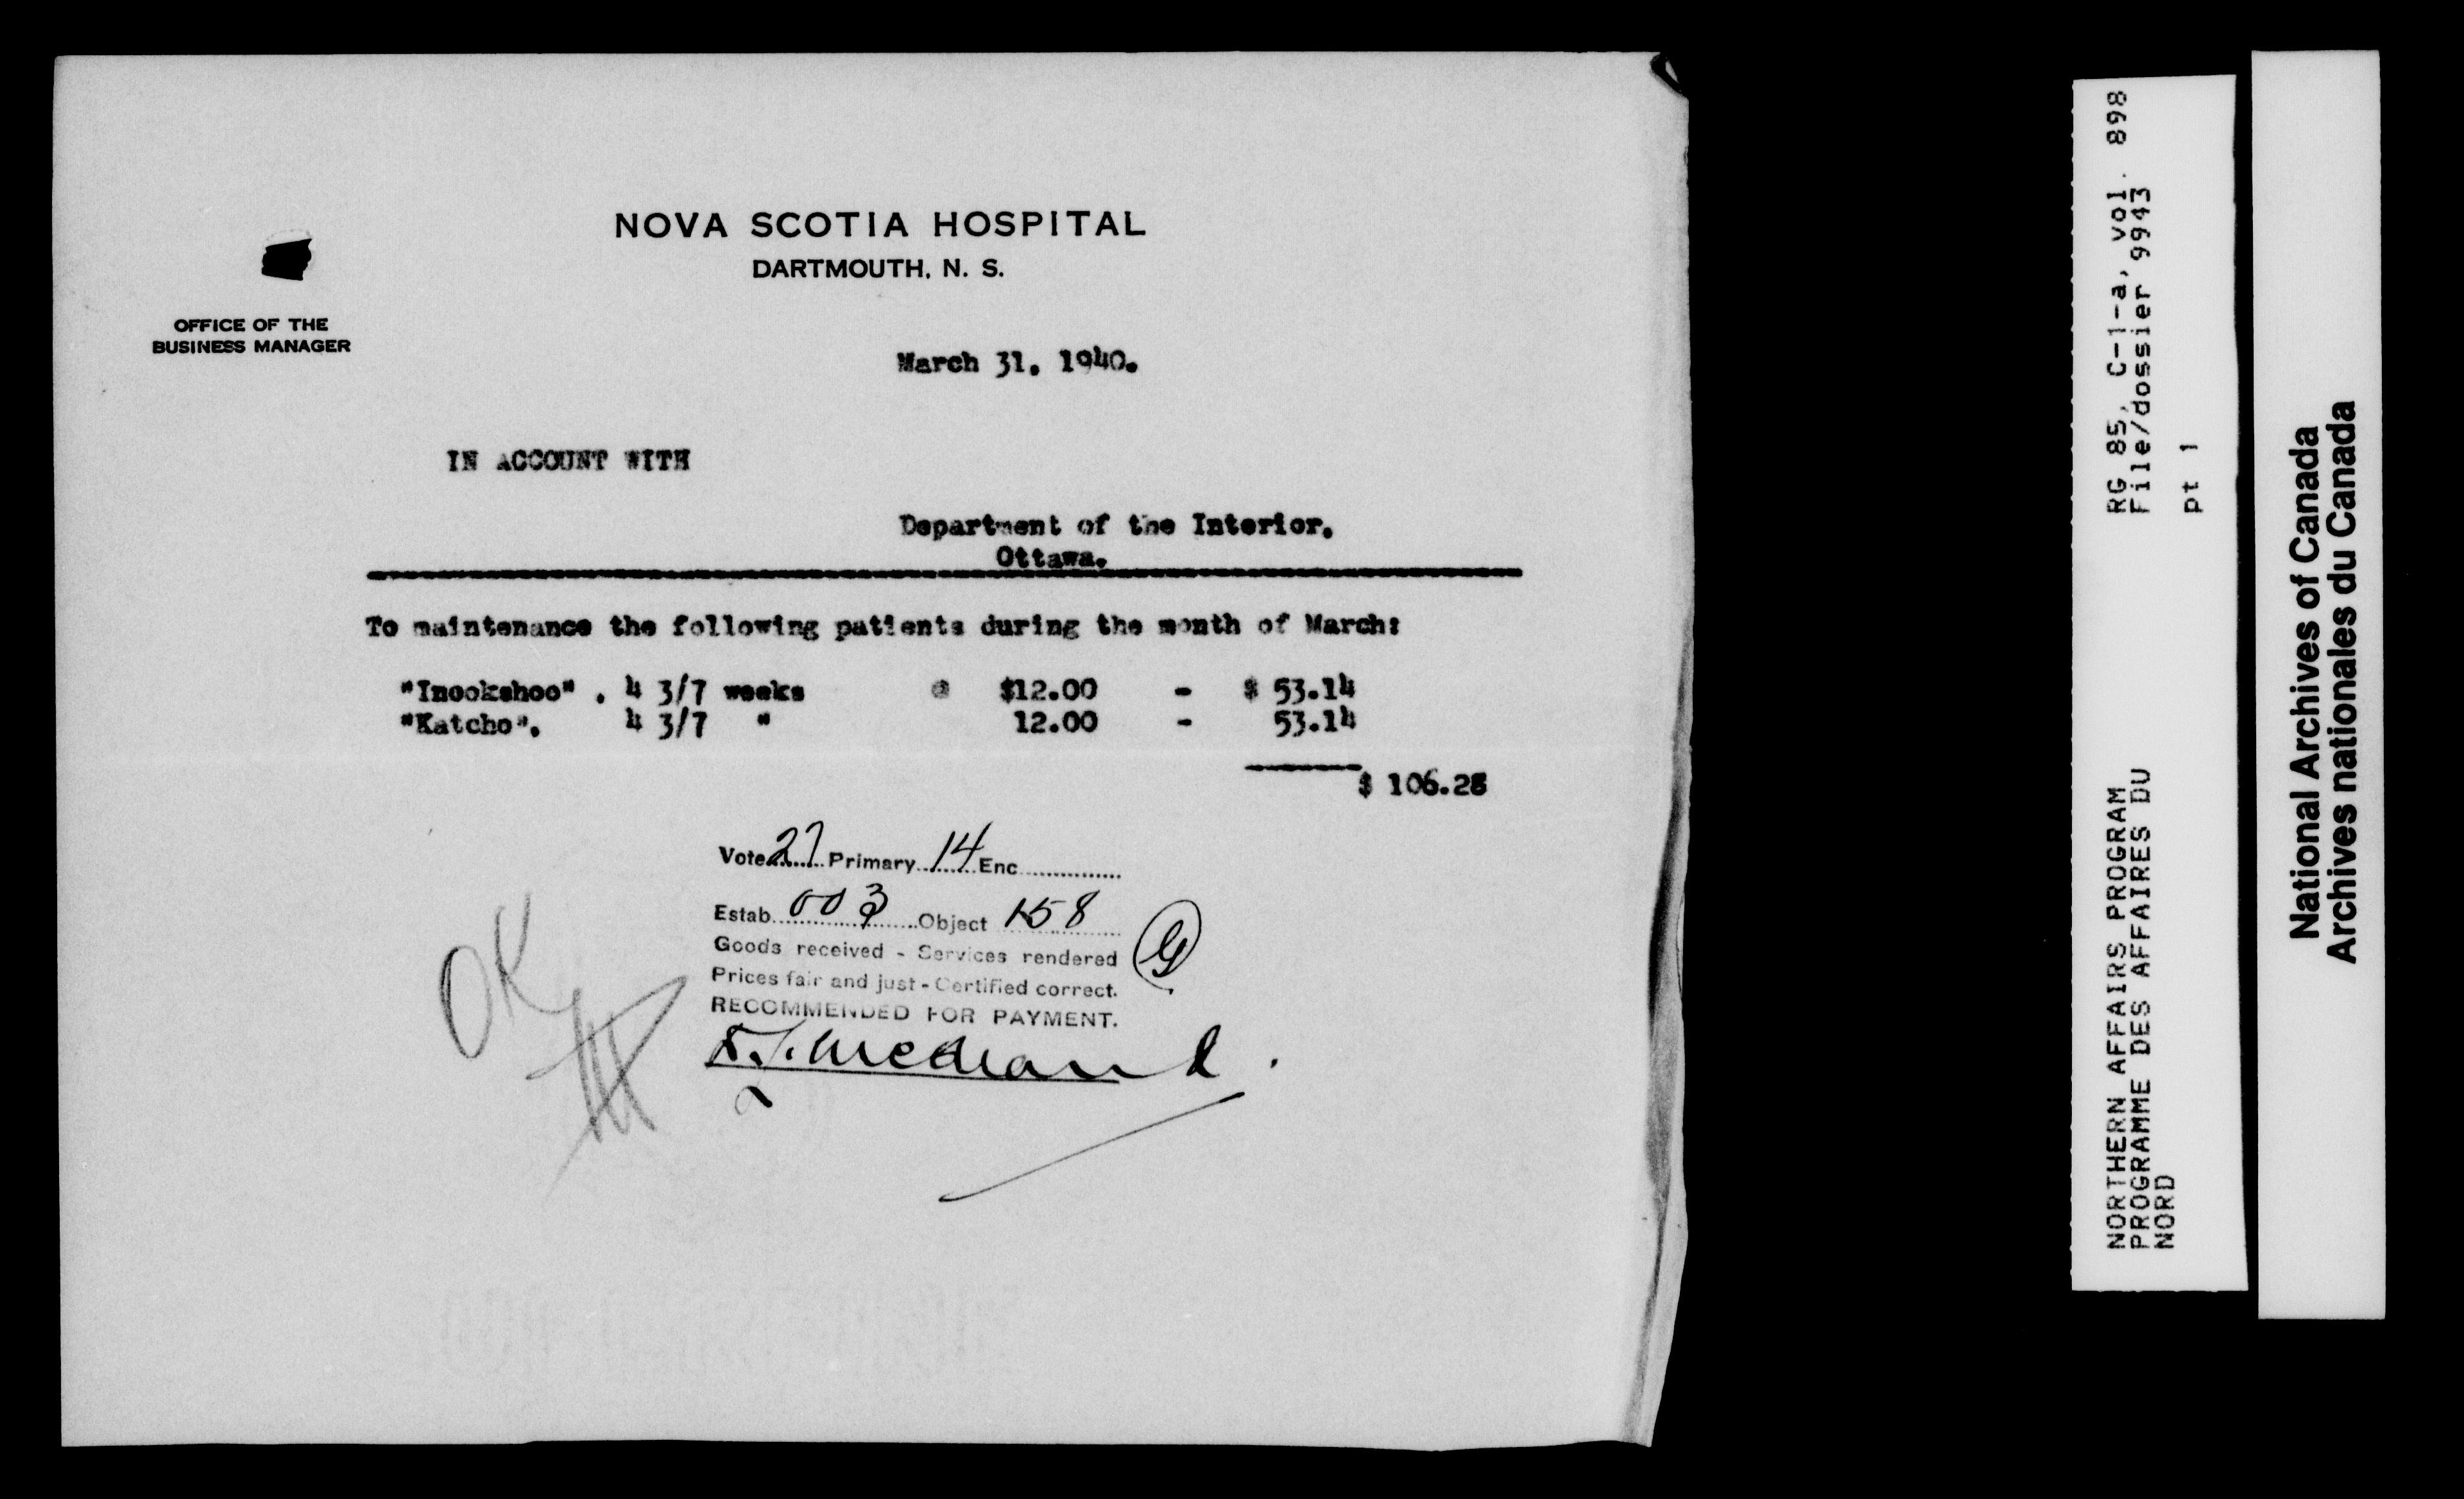 NOVA SCOTIA HOSPITAL
DARTMOUTH, N. S.
OFFICE OF THE
BUSINESS MANAGER
March 31, 1940.
IN ACCOUNT WITH
Department of the Interior,
Ottawa.
To maintenance the following patients during the month of March:
"Inookshoo" . 4 3/7 weeks @ $12.00 - $ 53.14
"Katcho". 4 3/7 " 12.00 - 53.14
$ 106.28
Vote 27 Primary 14 Enc
Estab. 003 Object 158
Goods received - Services rendered
Prices fair and just - Certified correct.
RECOMMENDED FOR PAYMENT.
OK
RG 85, C-1-a, vol. 898
File/dossier 9943
pt 1
NORTHERN AFFAIRS PROGRAM
PROGRAMME DES AFFAIRES DU
NORD
National Archives of Canada
Archives nationales du Canada